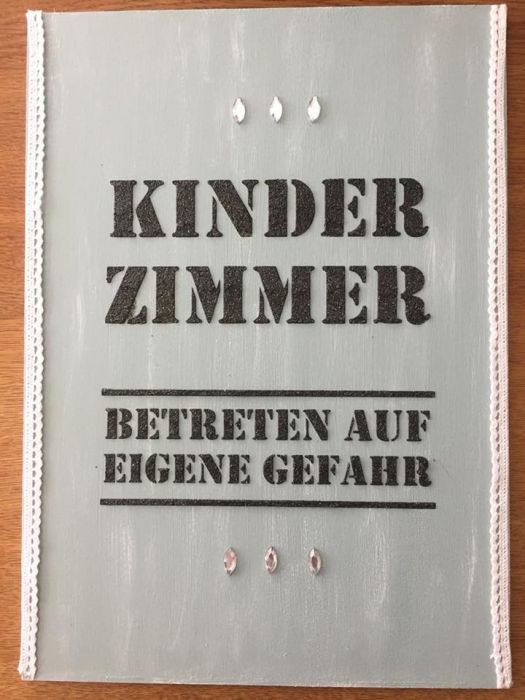 KINDER
ZIMMER
BETRETEN AUF
EIGENE GEFAHR